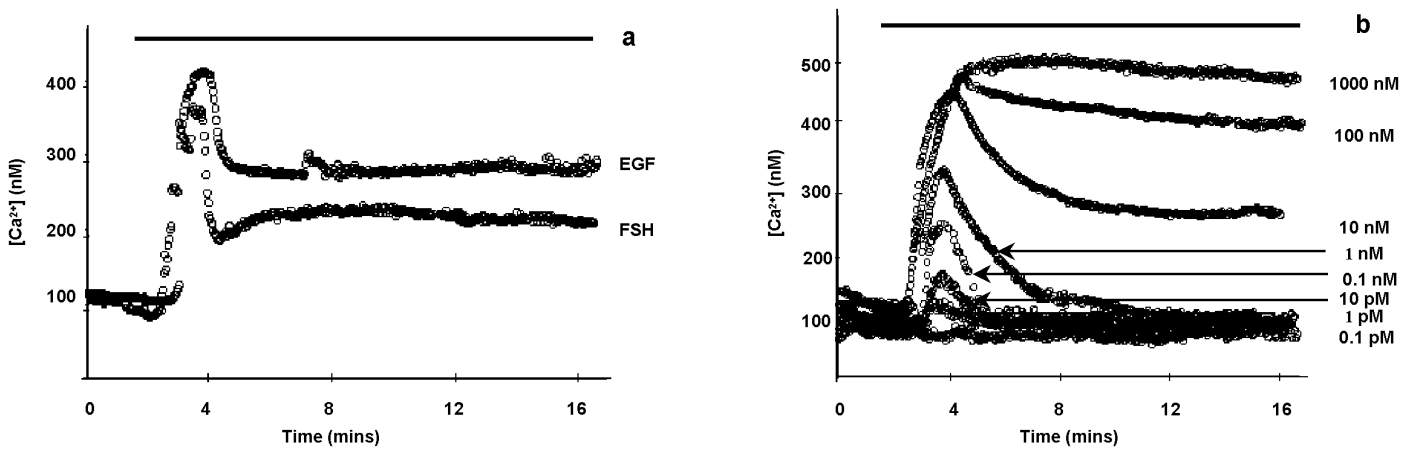 a
400
300
200
100
[Ca²⁺] (nM)
EGF
FSH
0 4 8 12 16
Time (mins)
b
500
400
300
200
100
[Ca²⁺] (nM)
1000 nM
100 nM
10 nM
1 nM
0.1 nM
10 pM
1 pM
0.1 pM
0 4 8 12 16
Time (mins)